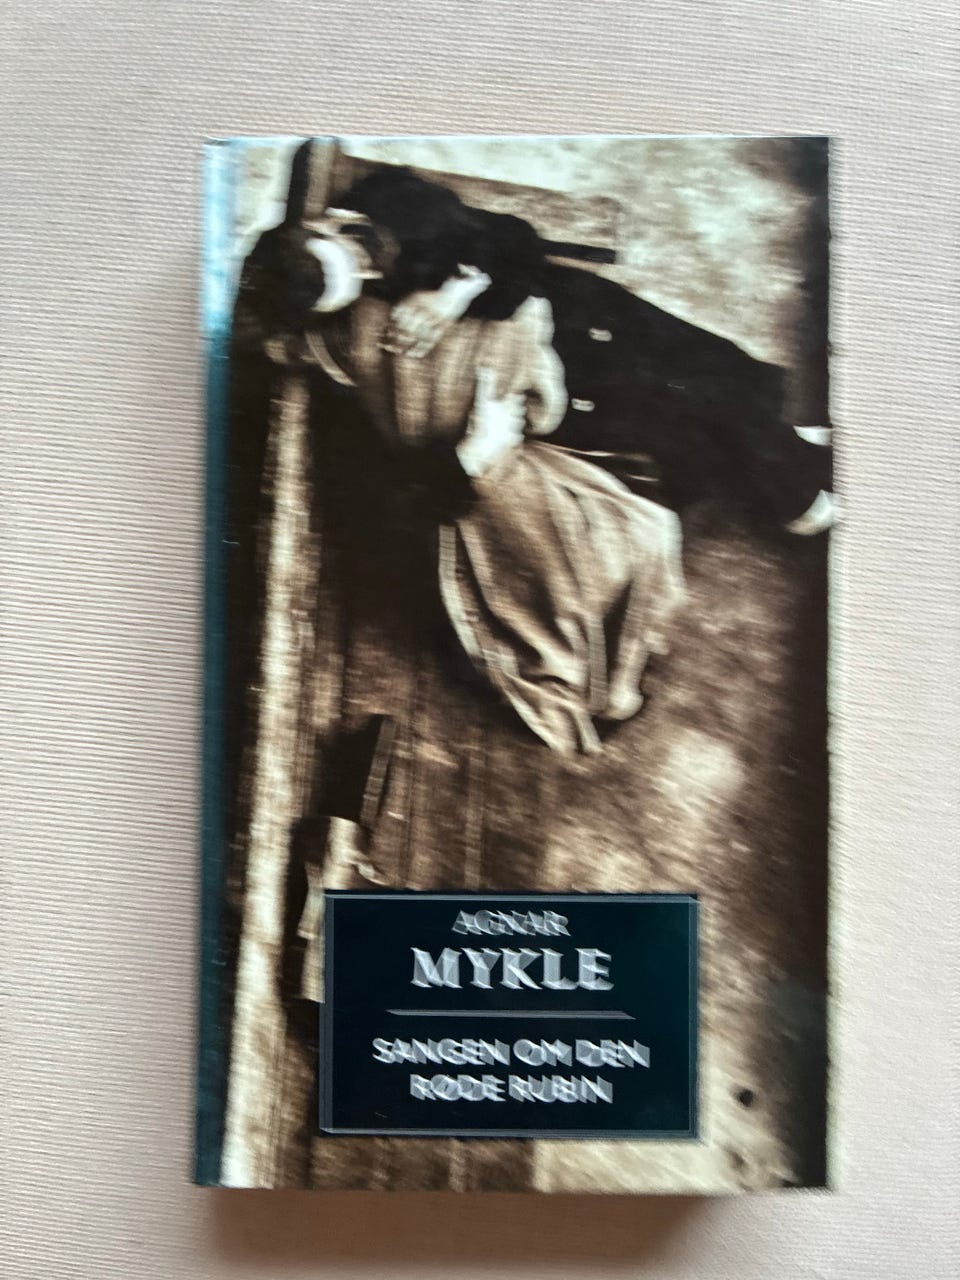 AGNAR
MYKLE
SANGEN OM DEN
RØDE RUBIN